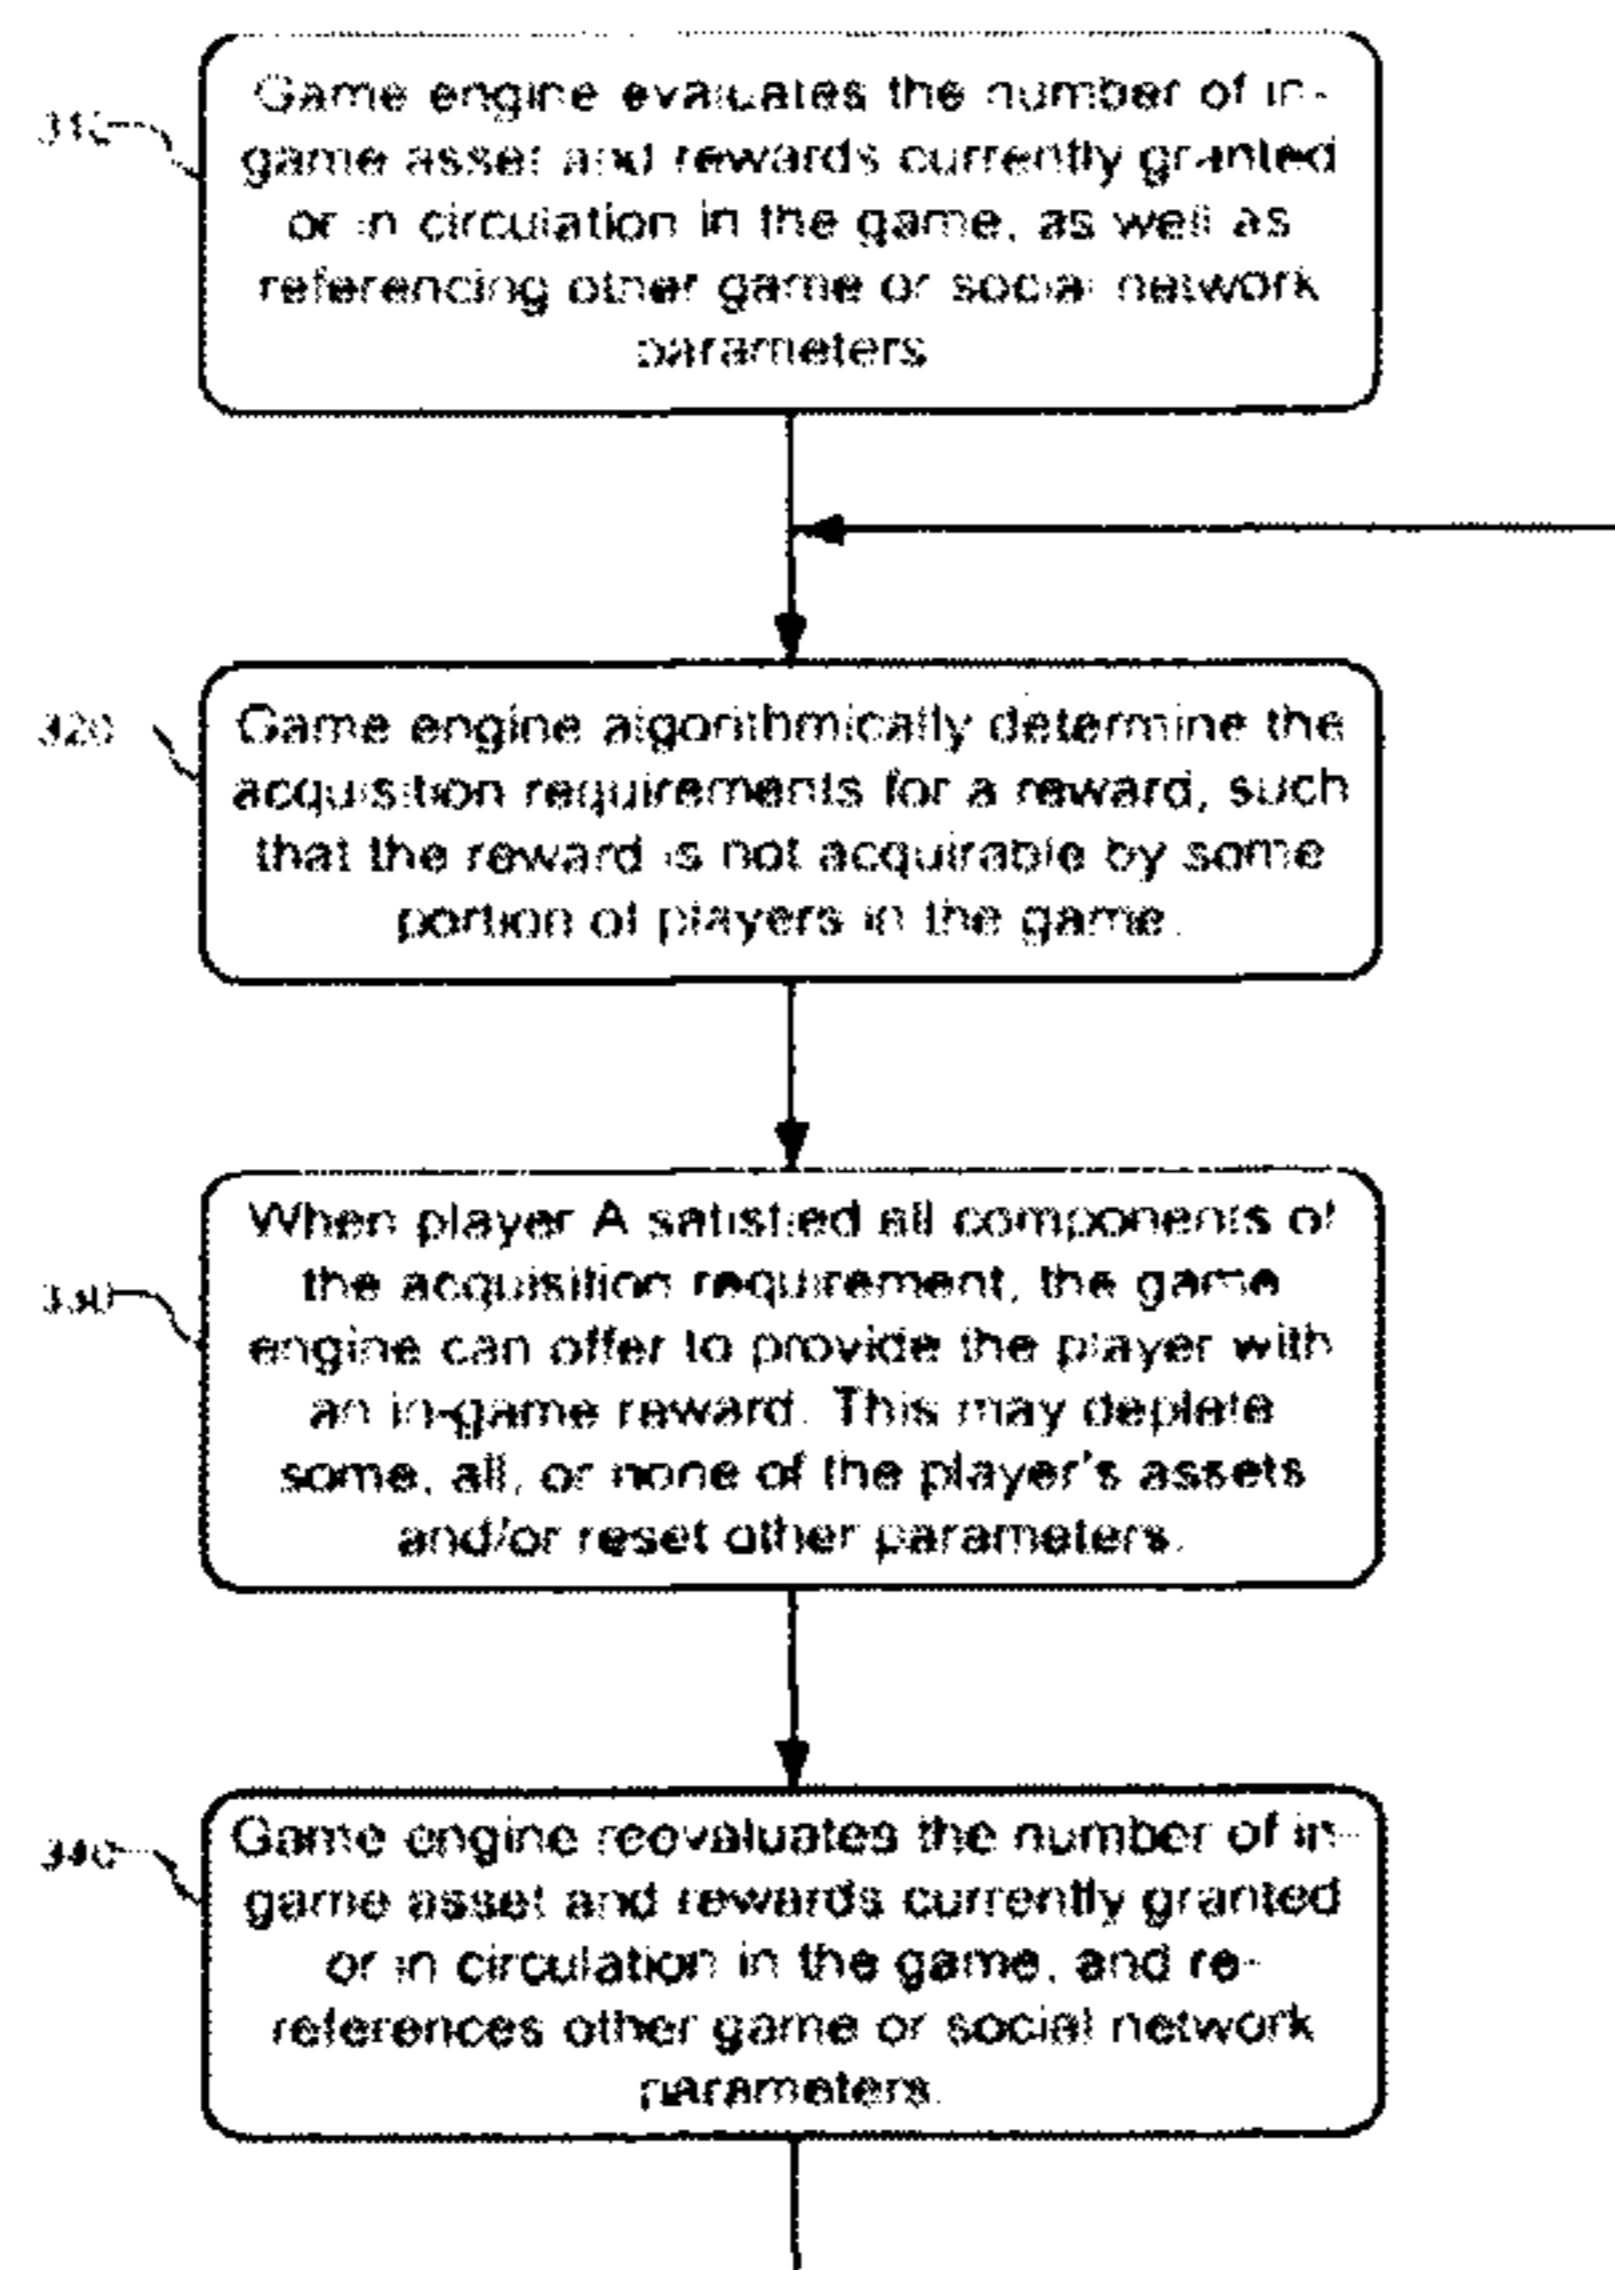 310
Game engine evaluates the number of in-
game asset and rewards currently granted
or in circulation in the game, as well as
referencing other game or social network
parameters
320
Game engine algorithmically determine the
acquisition requirements for a reward, such
that the reward is not acquirable by some
portion of players in the game.
330
When player A satisfied all components of
the acquisition requirement, the game
engine can offer to provide the player with
an in-game reward. This may deplete
some, all, or none of the player's assets
and/or reset other parameters.
340
Game engine reevaluates the number of in-
game asset and rewards currently granted
or in circulation in the game, and re-
references other game or social network
parameters.